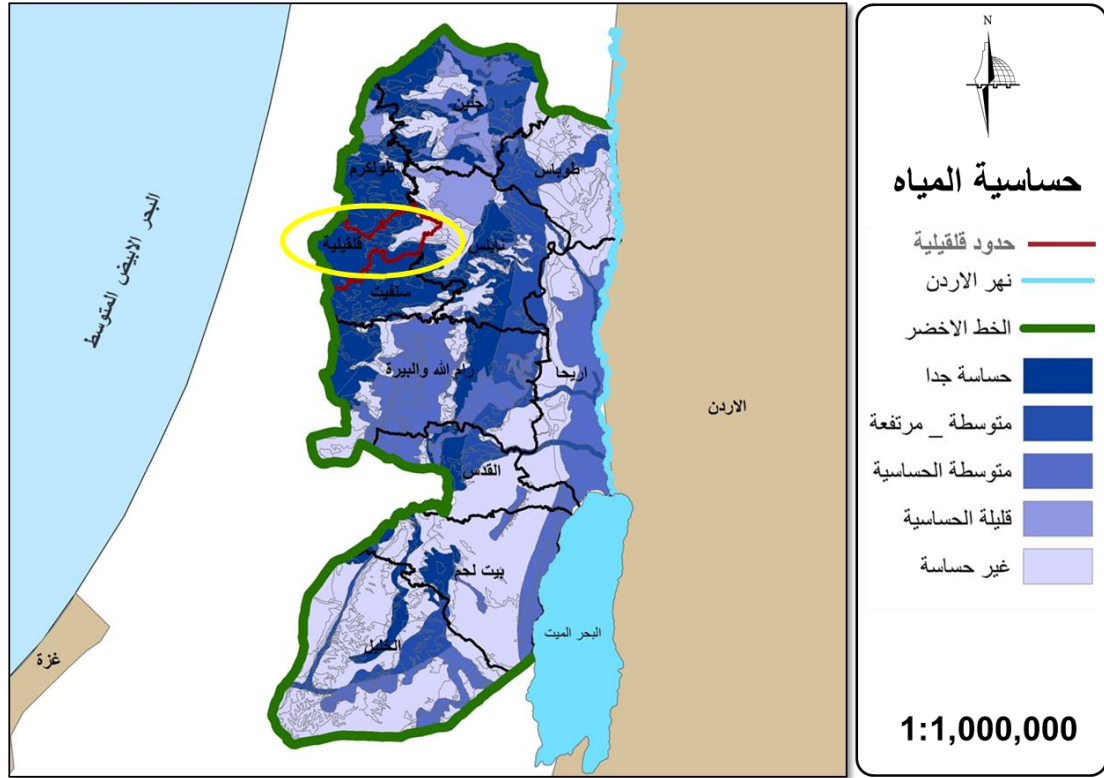 البحر الابيض المتوسط
جنين
طولكرم
طوباس
قلقيلية
نابلس
سلفيت
رام الله والبيرة
اريحا
الاردن
القدس
بيت لحم
الخليل
البحر الميت
غزة
N
حساسية المياه
حدود قلقيلية
نهر الاردن
الخط الاخضر
حساسة جدا
متوسطة _ مرتفعة
متوسطة الحساسية
قليلة الحساسية
غير حساسة
1:1,000,000